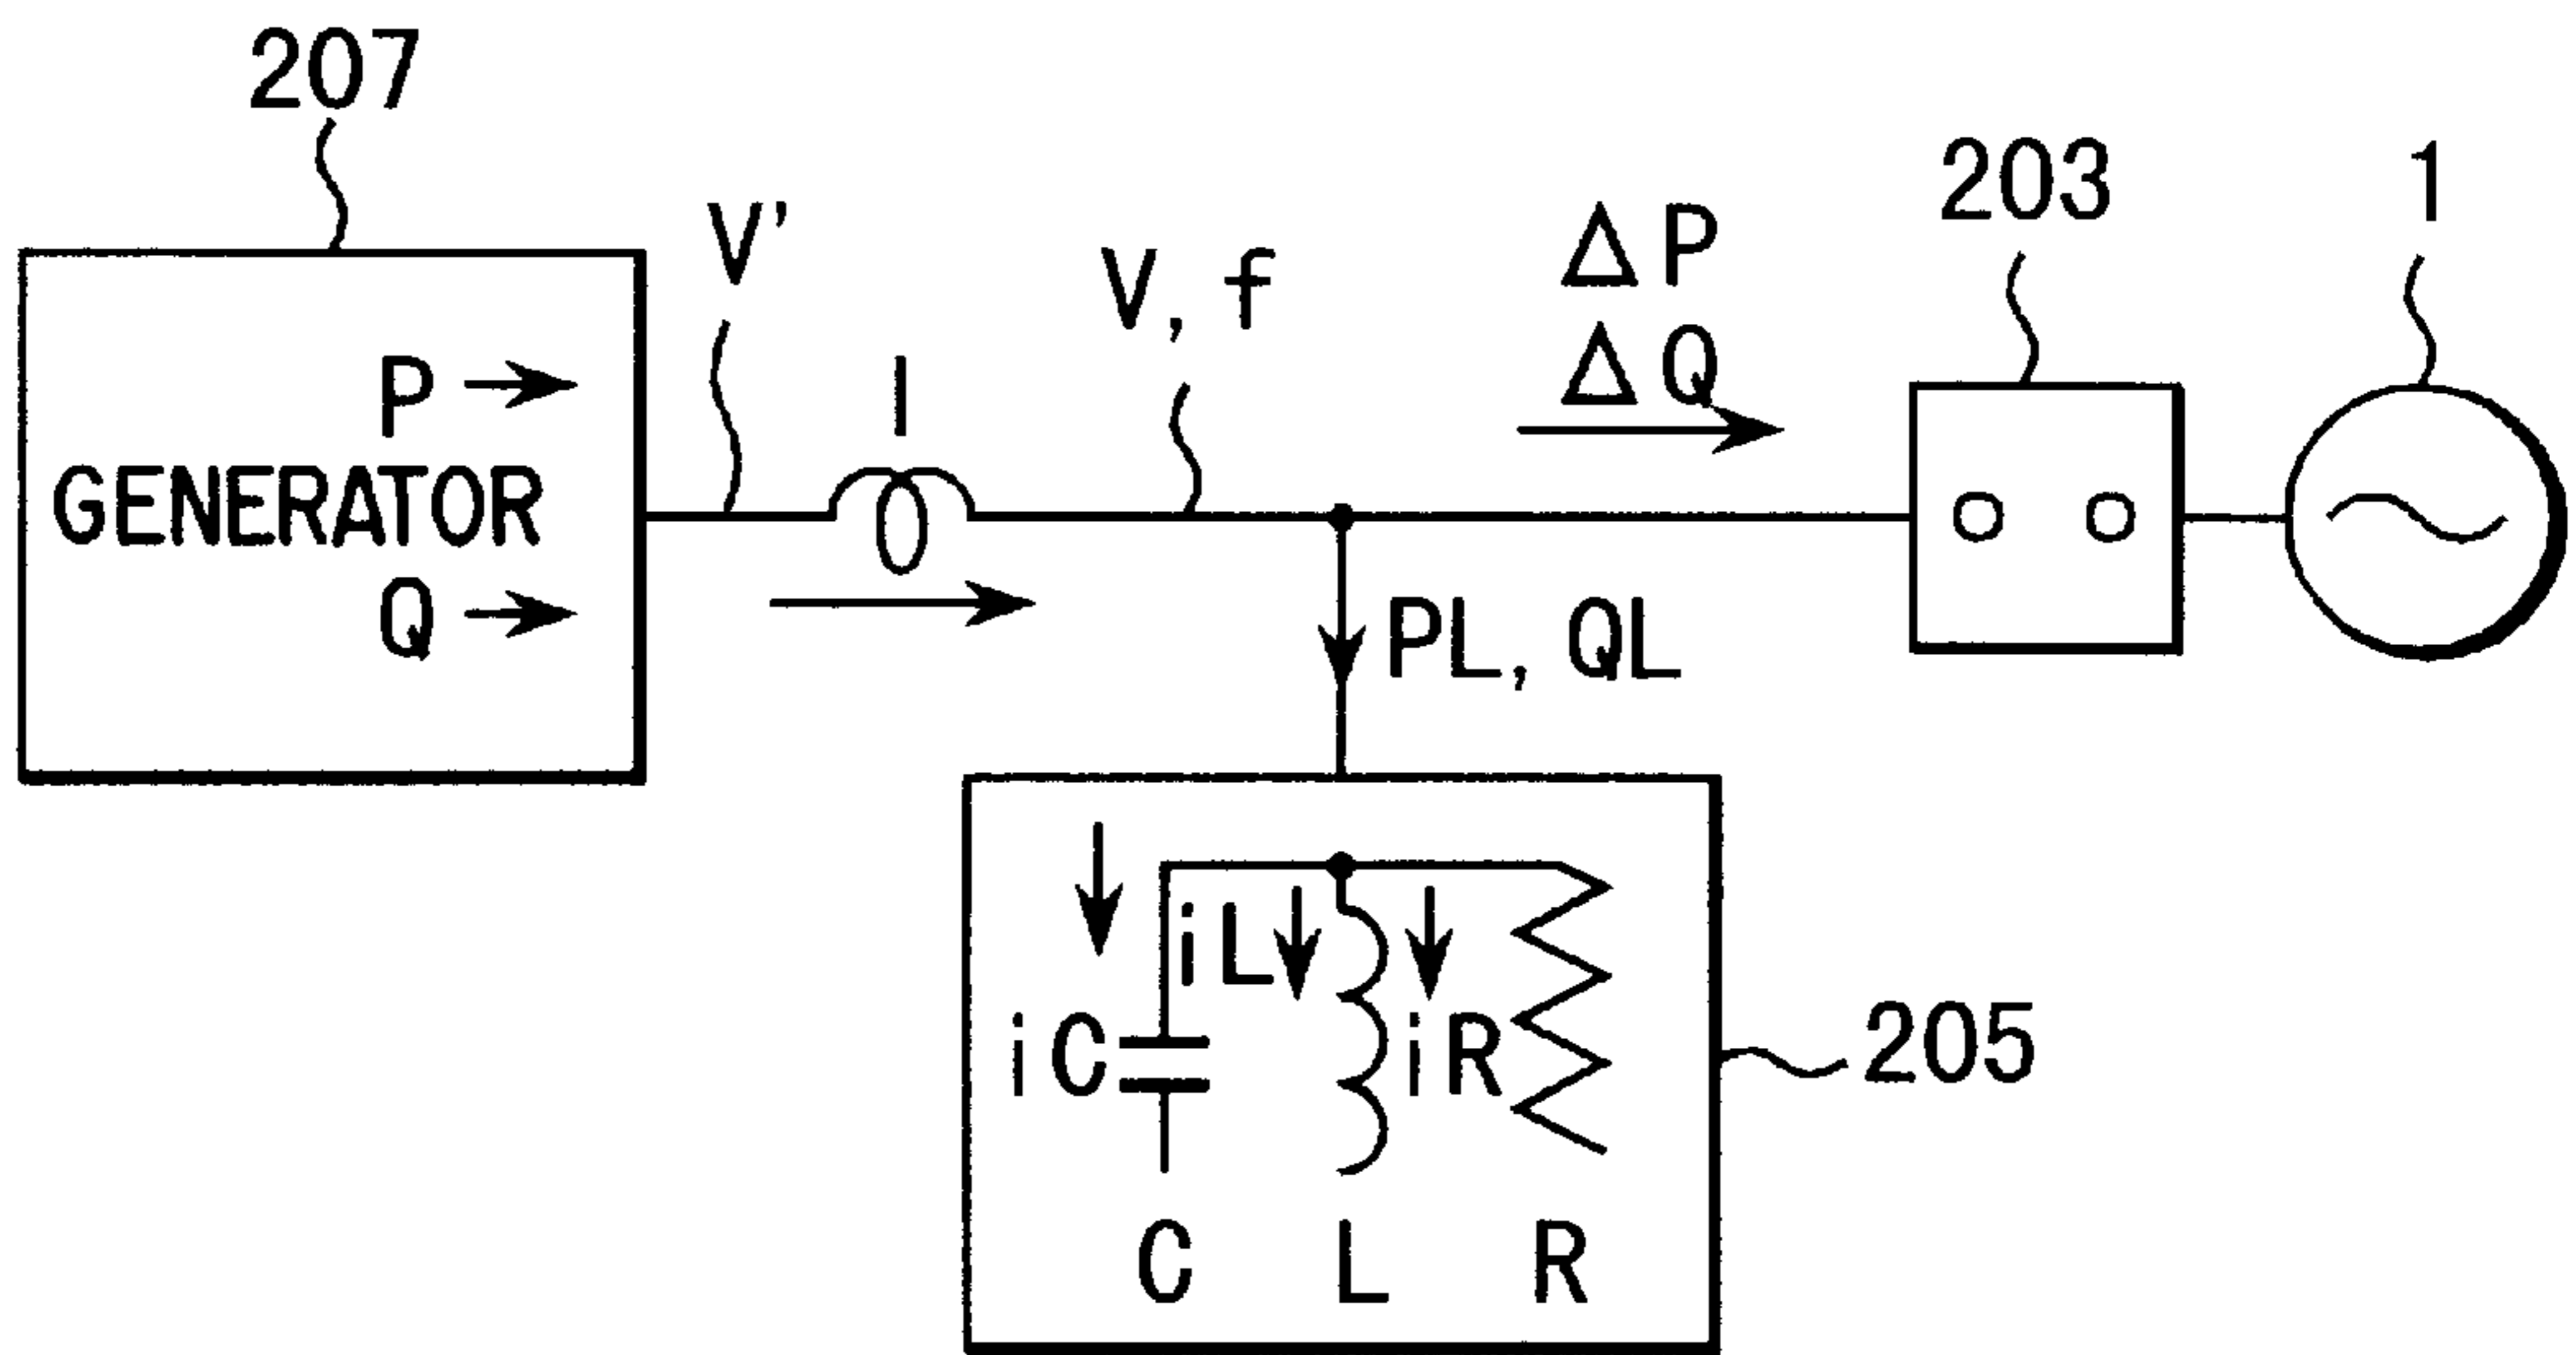 207
203
1
V'
V, f
ΔP
ΔQ
I
P
GENERATOR
Q
PL, QL
iL
iC
iR
205
C L R